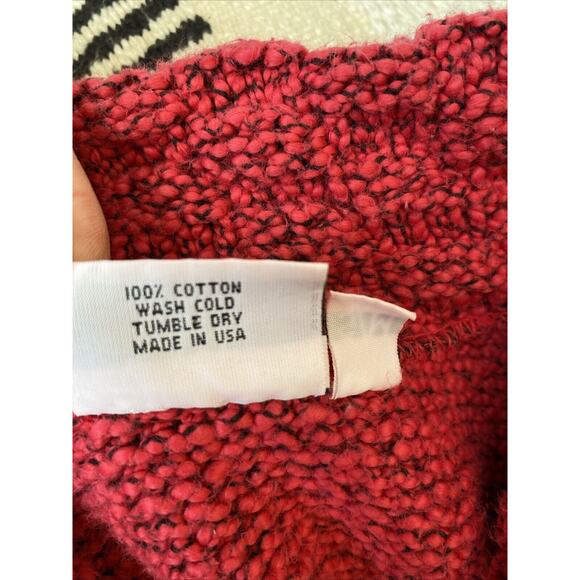 100% COTTON
WASH COLD
TUMBLE DRY
MADE IN USA